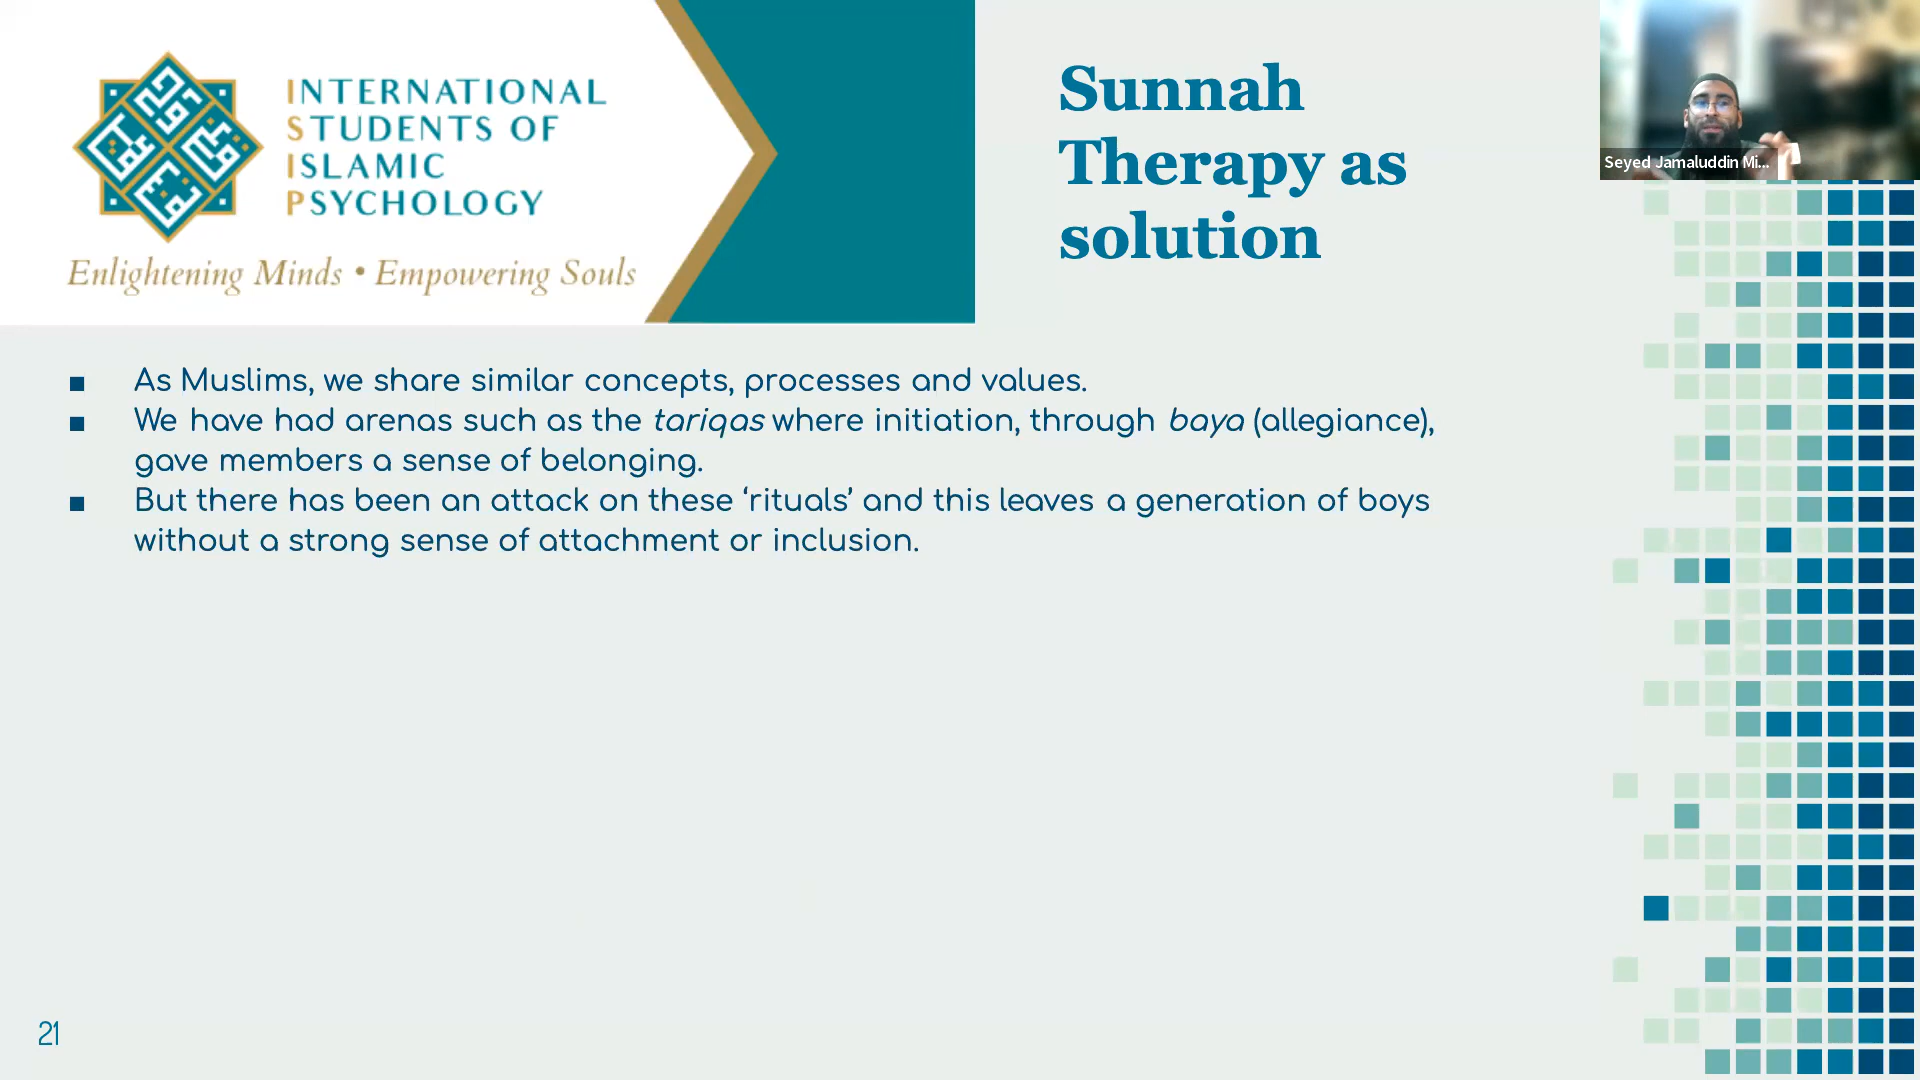 INTERNATIONAL
STUDENTS OF
ISLAMIC
PSYCHOLOGY
Enlightening Minds • Empowering Souls
Sunnah
Therapy as
solution
Seyed Jamaluddin Mi...
■ As Muslims, we share similar concepts, processes and values.
■ We have had arenas such as the tariqas where initiation, through baya (allegiance),
gave members a sense of belonging.
■ But there has been an attack on these ‘rituals’ and this leaves a generation of boys
without a strong sense of attachment or inclusion.
21